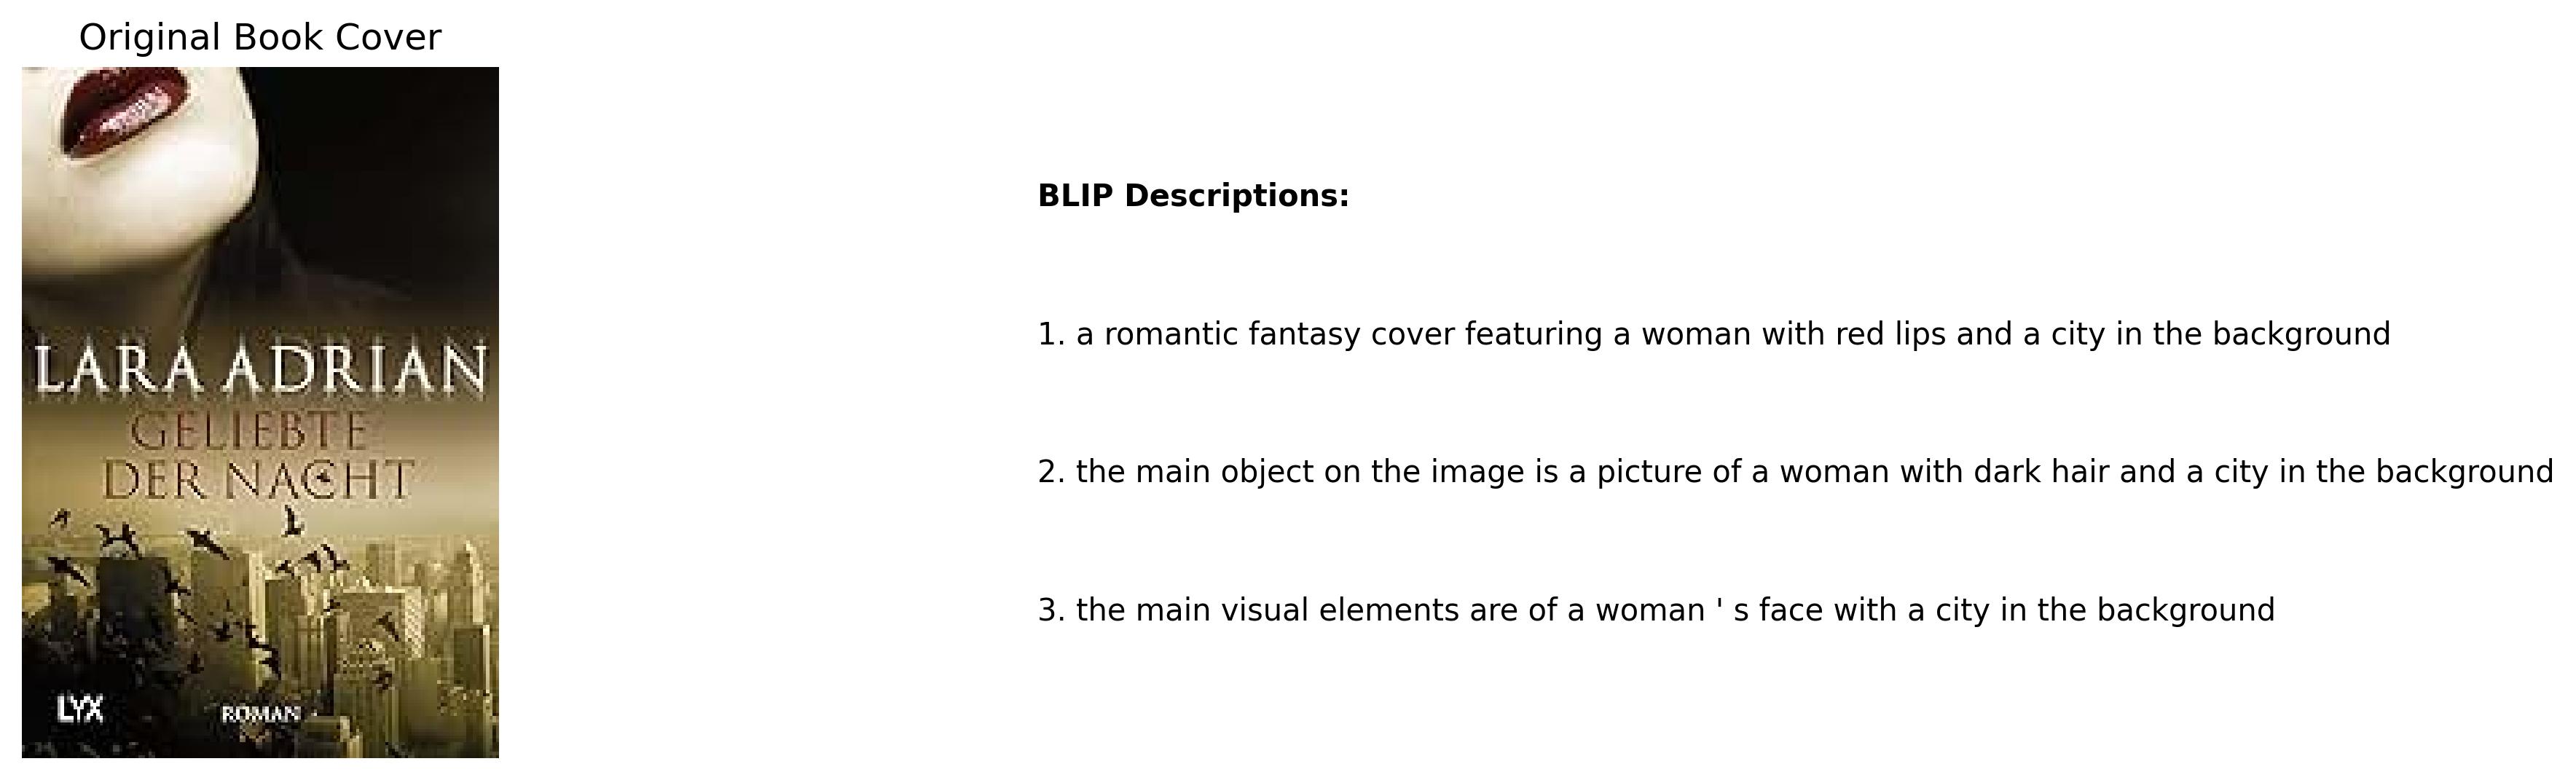 Original Book Cover
LARA ADRIAN
GELIEBTE
DER NACHT
LYX
ROMAN
BLIP Descriptions:
1. a romantic fantasy cover featuring a woman with red lips and a city in the background
2. the main object on the image is a picture of a woman with dark hair and a city in the background
3. the main visual elements are of a woman ' s face with a city in the background